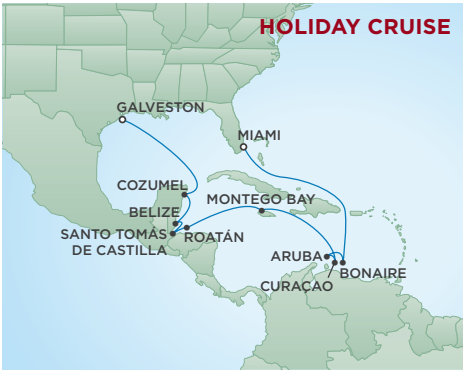 HOLIDAY CRUISE
GALVESTON
MIAMI
COZUMEL
MONTEGO BAY
BELIZE
SANTO TOMÁS
DE CASTILLA
ROATÁN
ARUBA
BONAIRE
CURAÇAO